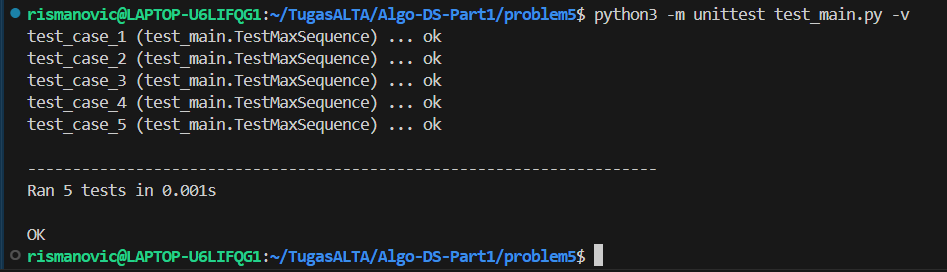 rismanovic@LAPTOP-U6LIFQG1:~/TugasALTA/Algo-DS-Part1/problem5$ python3 -m unittest test_main.py -v
test_case_1 (test_main.TestMaxSequence) ... ok
test_case_2 (test_main.TestMaxSequence) ... ok
test_case_3 (test_main.TestMaxSequence) ... ok
test_case_4 (test_main.TestMaxSequence) ... ok
test_case_5 (test_main.TestMaxSequence) ... ok
----------------------------------------------------------------------
Ran 5 tests in 0.001s
OK
rismanovic@LAPTOP-U6LIFQG1:~/TugasALTA/Algo-DS-Part1/problem5$